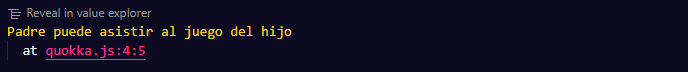 Reveal in value explorer
Padre puede asistir al juego del hijo
at quokka.js:4:5